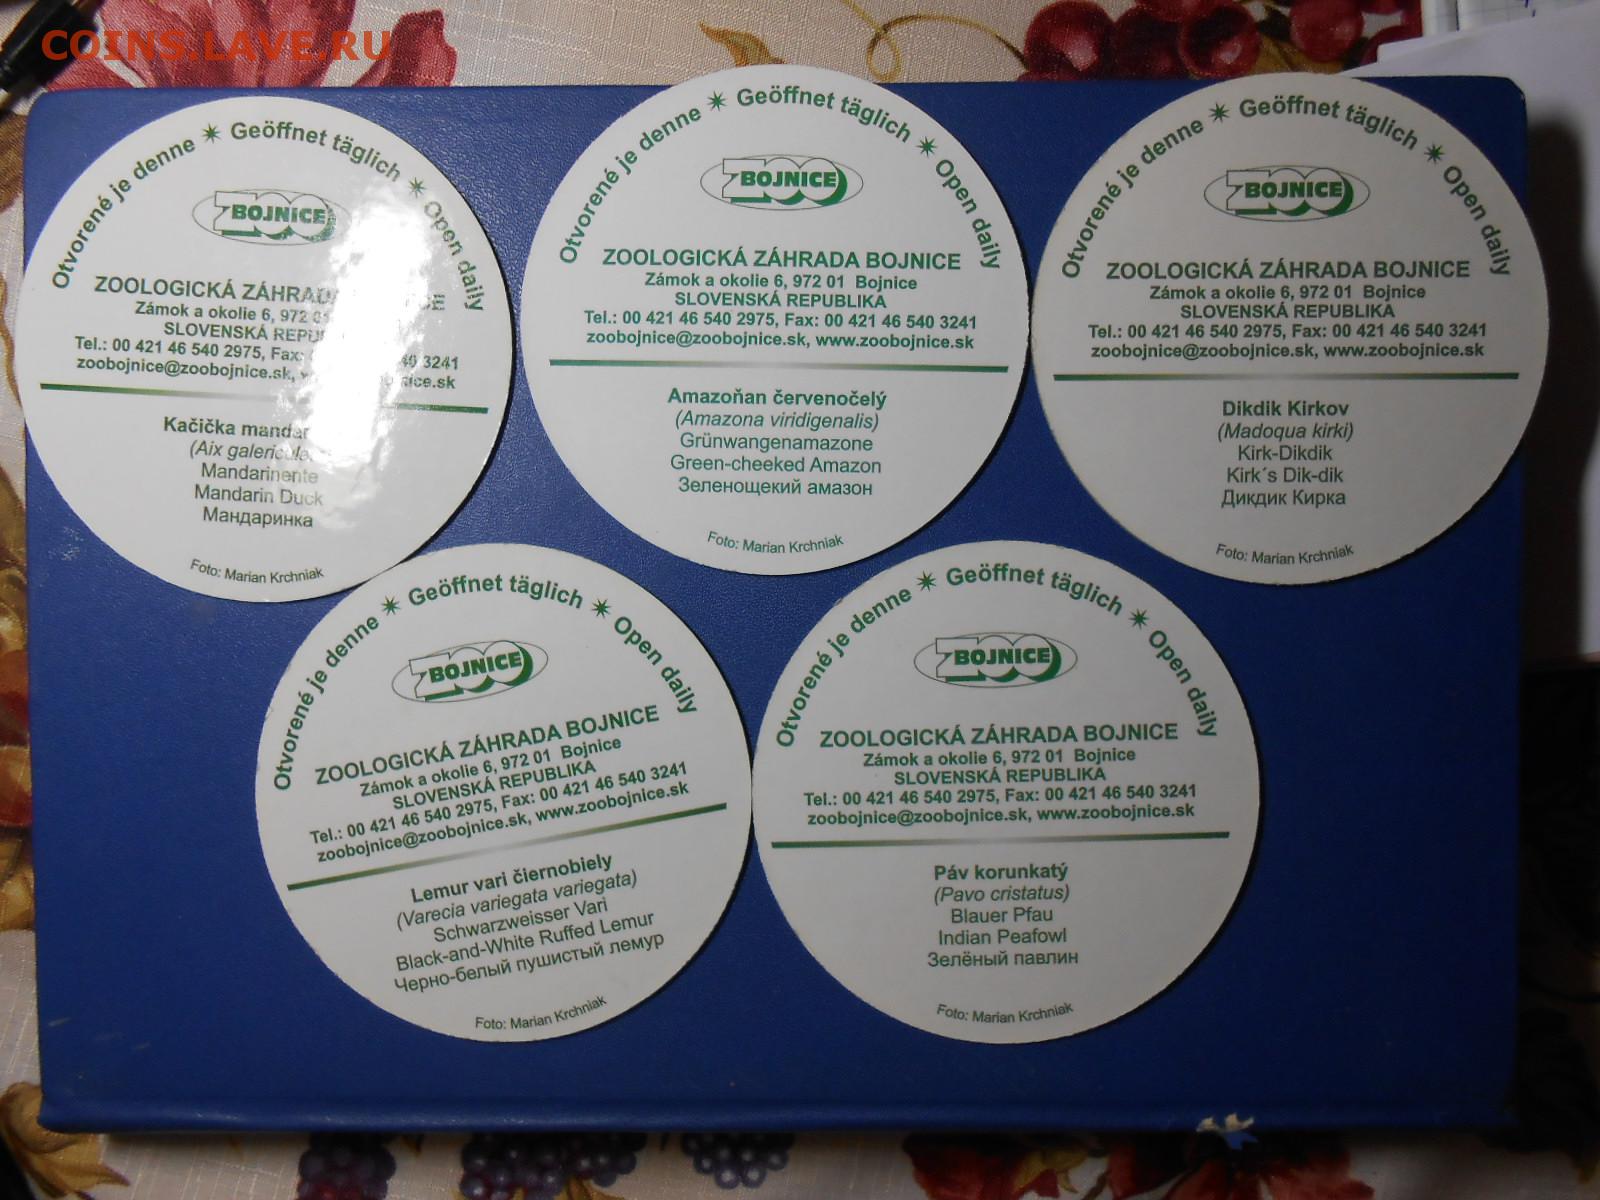 COINS.LAVE.RU
Otvorené je denne ✷ Geöffnet täglich ✷ Open daily
ZOO BOJNICE
ZOOLOGICKÁ ZÁHRADA
Zámok a okolie 6, 972
SLOVENSKÁ
Tel.: 00 421 46 540 2975, Fax: 3241
zoobojnice@zoobojnice.sk,
Kačička
(Aix
Mandarinente
Mandarin Duck
Мандаринка
Foto: Marian Krchniak
Otvorené je denne ✷ Geöffnet täglich ✷ Open daily
ZOO BOJNICE
ZOOLOGICKÁ ZÁHRADA BOJNICE
Zámok a okolie 6, 972 01 Bojnice
SLOVENSKÁ REPUBLIKA
Tel.: 00 421 46 540 2975, Fax: 00 421 46 540 3241
zoobojnice@zoobojnice.sk, www.zoobojnice.sk
Amazoňan červenočelý
(Amazona viridigenalis)
Grünwangenamazone
Green-cheeked Amazon
Зеленощекий амазон
Foto: Marian Krchniak
Otvorené je denne ✷ Geöffnet täglich ✷ Open daily
ZOO BOJNICE
ZOOLOGICKÁ ZÁHRADA BOJNICE
Zámok a okolie 6, 972 01 Bojnice
SLOVENSKÁ REPUBLIKA
Tel.: 00 421 46 540 2975, Fax: 00 421 46 540 3241
zoobojnice@zoobojnice.sk, www.zoobojnice.sk
Dikdik Kirkov
(Madoqua kirki)
Kirk-Dikdik
Kirk´s Dik-dik
Дикдик Кирка
Foto: Marian Krchniak
Otvorené je denne ✷ Geöffnet täglich ✷ Open daily
ZOO BOJNICE
ZOOLOGICKÁ ZÁHRADA BOJNICE
Zámok a okolie 6, 972 01 Bojnice
SLOVENSKÁ REPUBLIKA
Tel.: 00 421 46 540 2975, Fax: 00 421 46 540 3241
zoobojnice@zoobojnice.sk, www.zoobojnice.sk
Lemur vari čiernobiely
(Varecia variegata variegata)
Schwarzweisser Vari
Black-and-White Ruffed Lemur
Черно-белый пушистый лемур
Foto: Marian Krchniak
Otvorené je denne ✷ Geöffnet täglich ✷ Open daily
ZOO BOJNICE
ZOOLOGICKÁ ZÁHRADA BOJNICE
Zámok a okolie 6, 972 01 Bojnice
SLOVENSKÁ REPUBLIKA
Tel.: 00 421 46 540 2975, Fax: 00 421 46 540 3241
zoobojnice@zoobojnice.sk, www.zoobojnice.sk
Páv korunkatý
(Pavo cristatus)
Blauer Pfau
Indian Peafowl
Зелёный павлин
Foto: Marian Krchniak